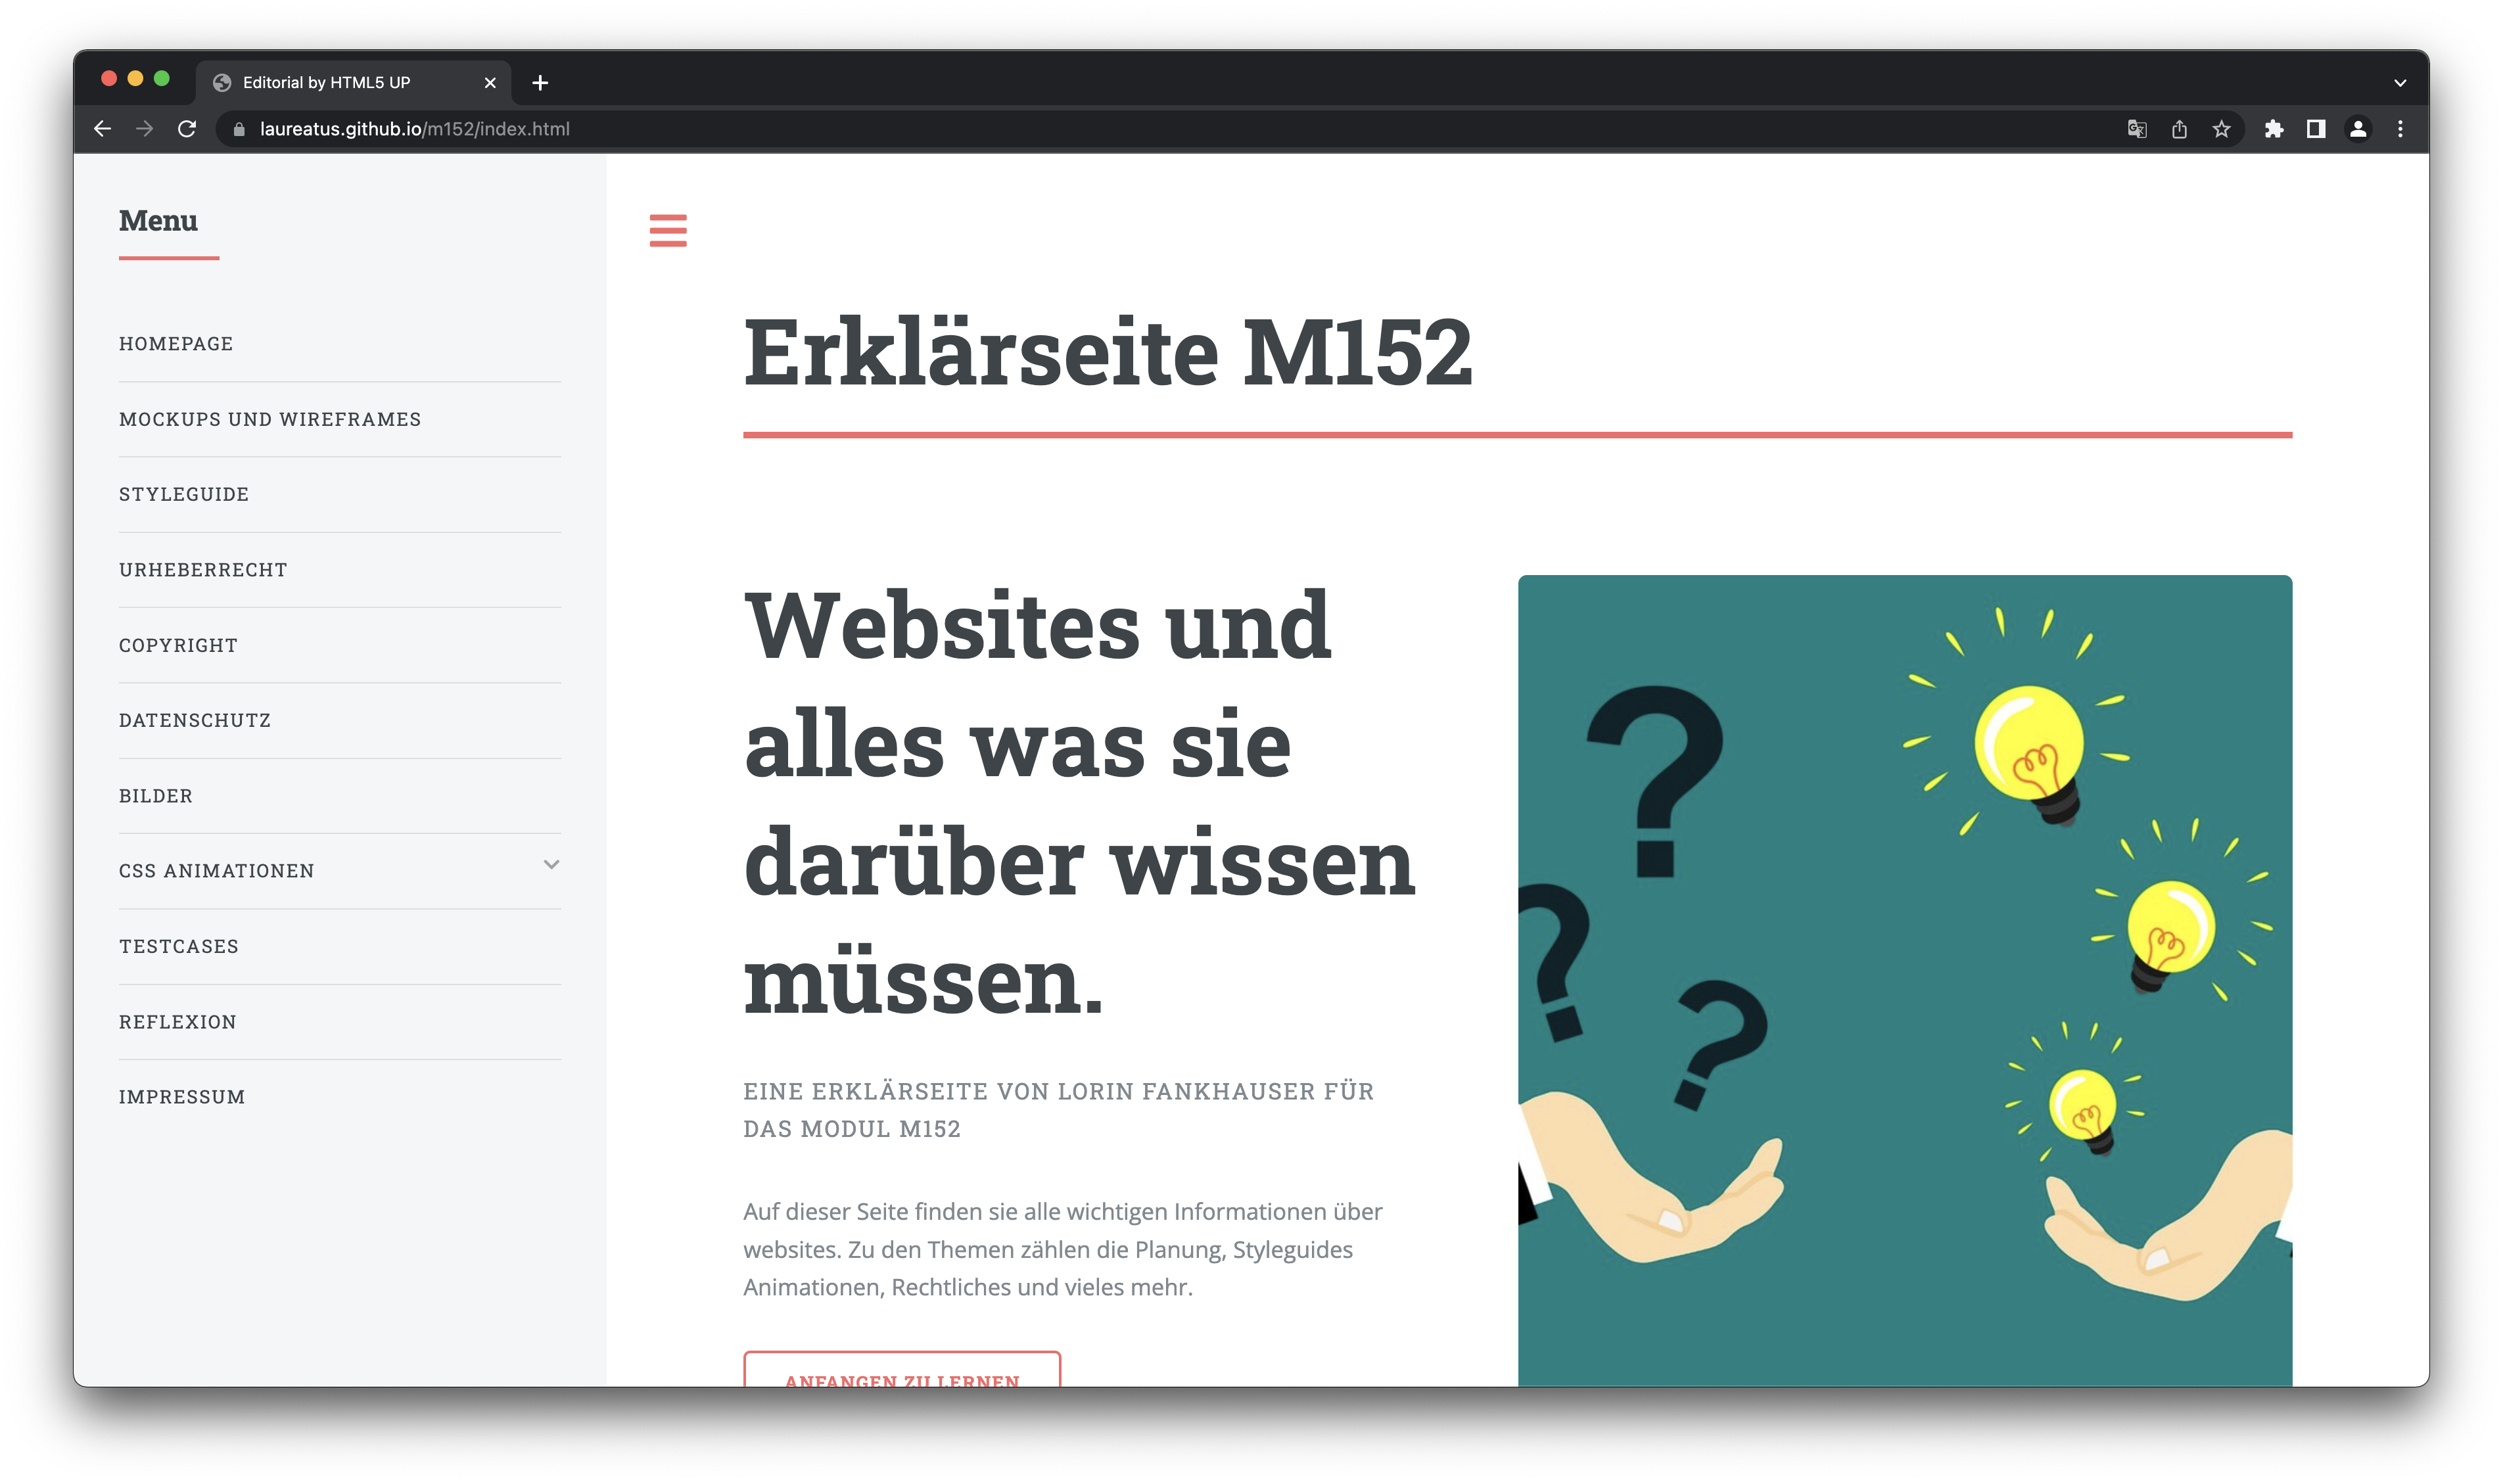 Editorial by HTML5 UP
laureatus.github.io/m152/index.html
Menu
HOMEPAGE
MOCKUPS UND WIREFRAMES
STYLEGUIDE
URHEBERRECHT
COPYRIGHT
DATENSCHUTZ
BILDER
CSS ANIMATIONEN
TESTCASES
REFLEXION
IMPRESSUM
Erklärseite M152
Websites und
alles was sie
darüber wissen
müssen.
EINE ERKLÄRSEITE VON LORIN FANKHAUSER FÜR
DAS MODUL M152
Auf dieser Seite finden sie alle wichtigen Informationen über
websites. Zu den Themen zählen die Planung, Styleguides
Animationen, Rechtliches und vieles mehr.
ANFANGEN ZU LERNEN
? ? ?